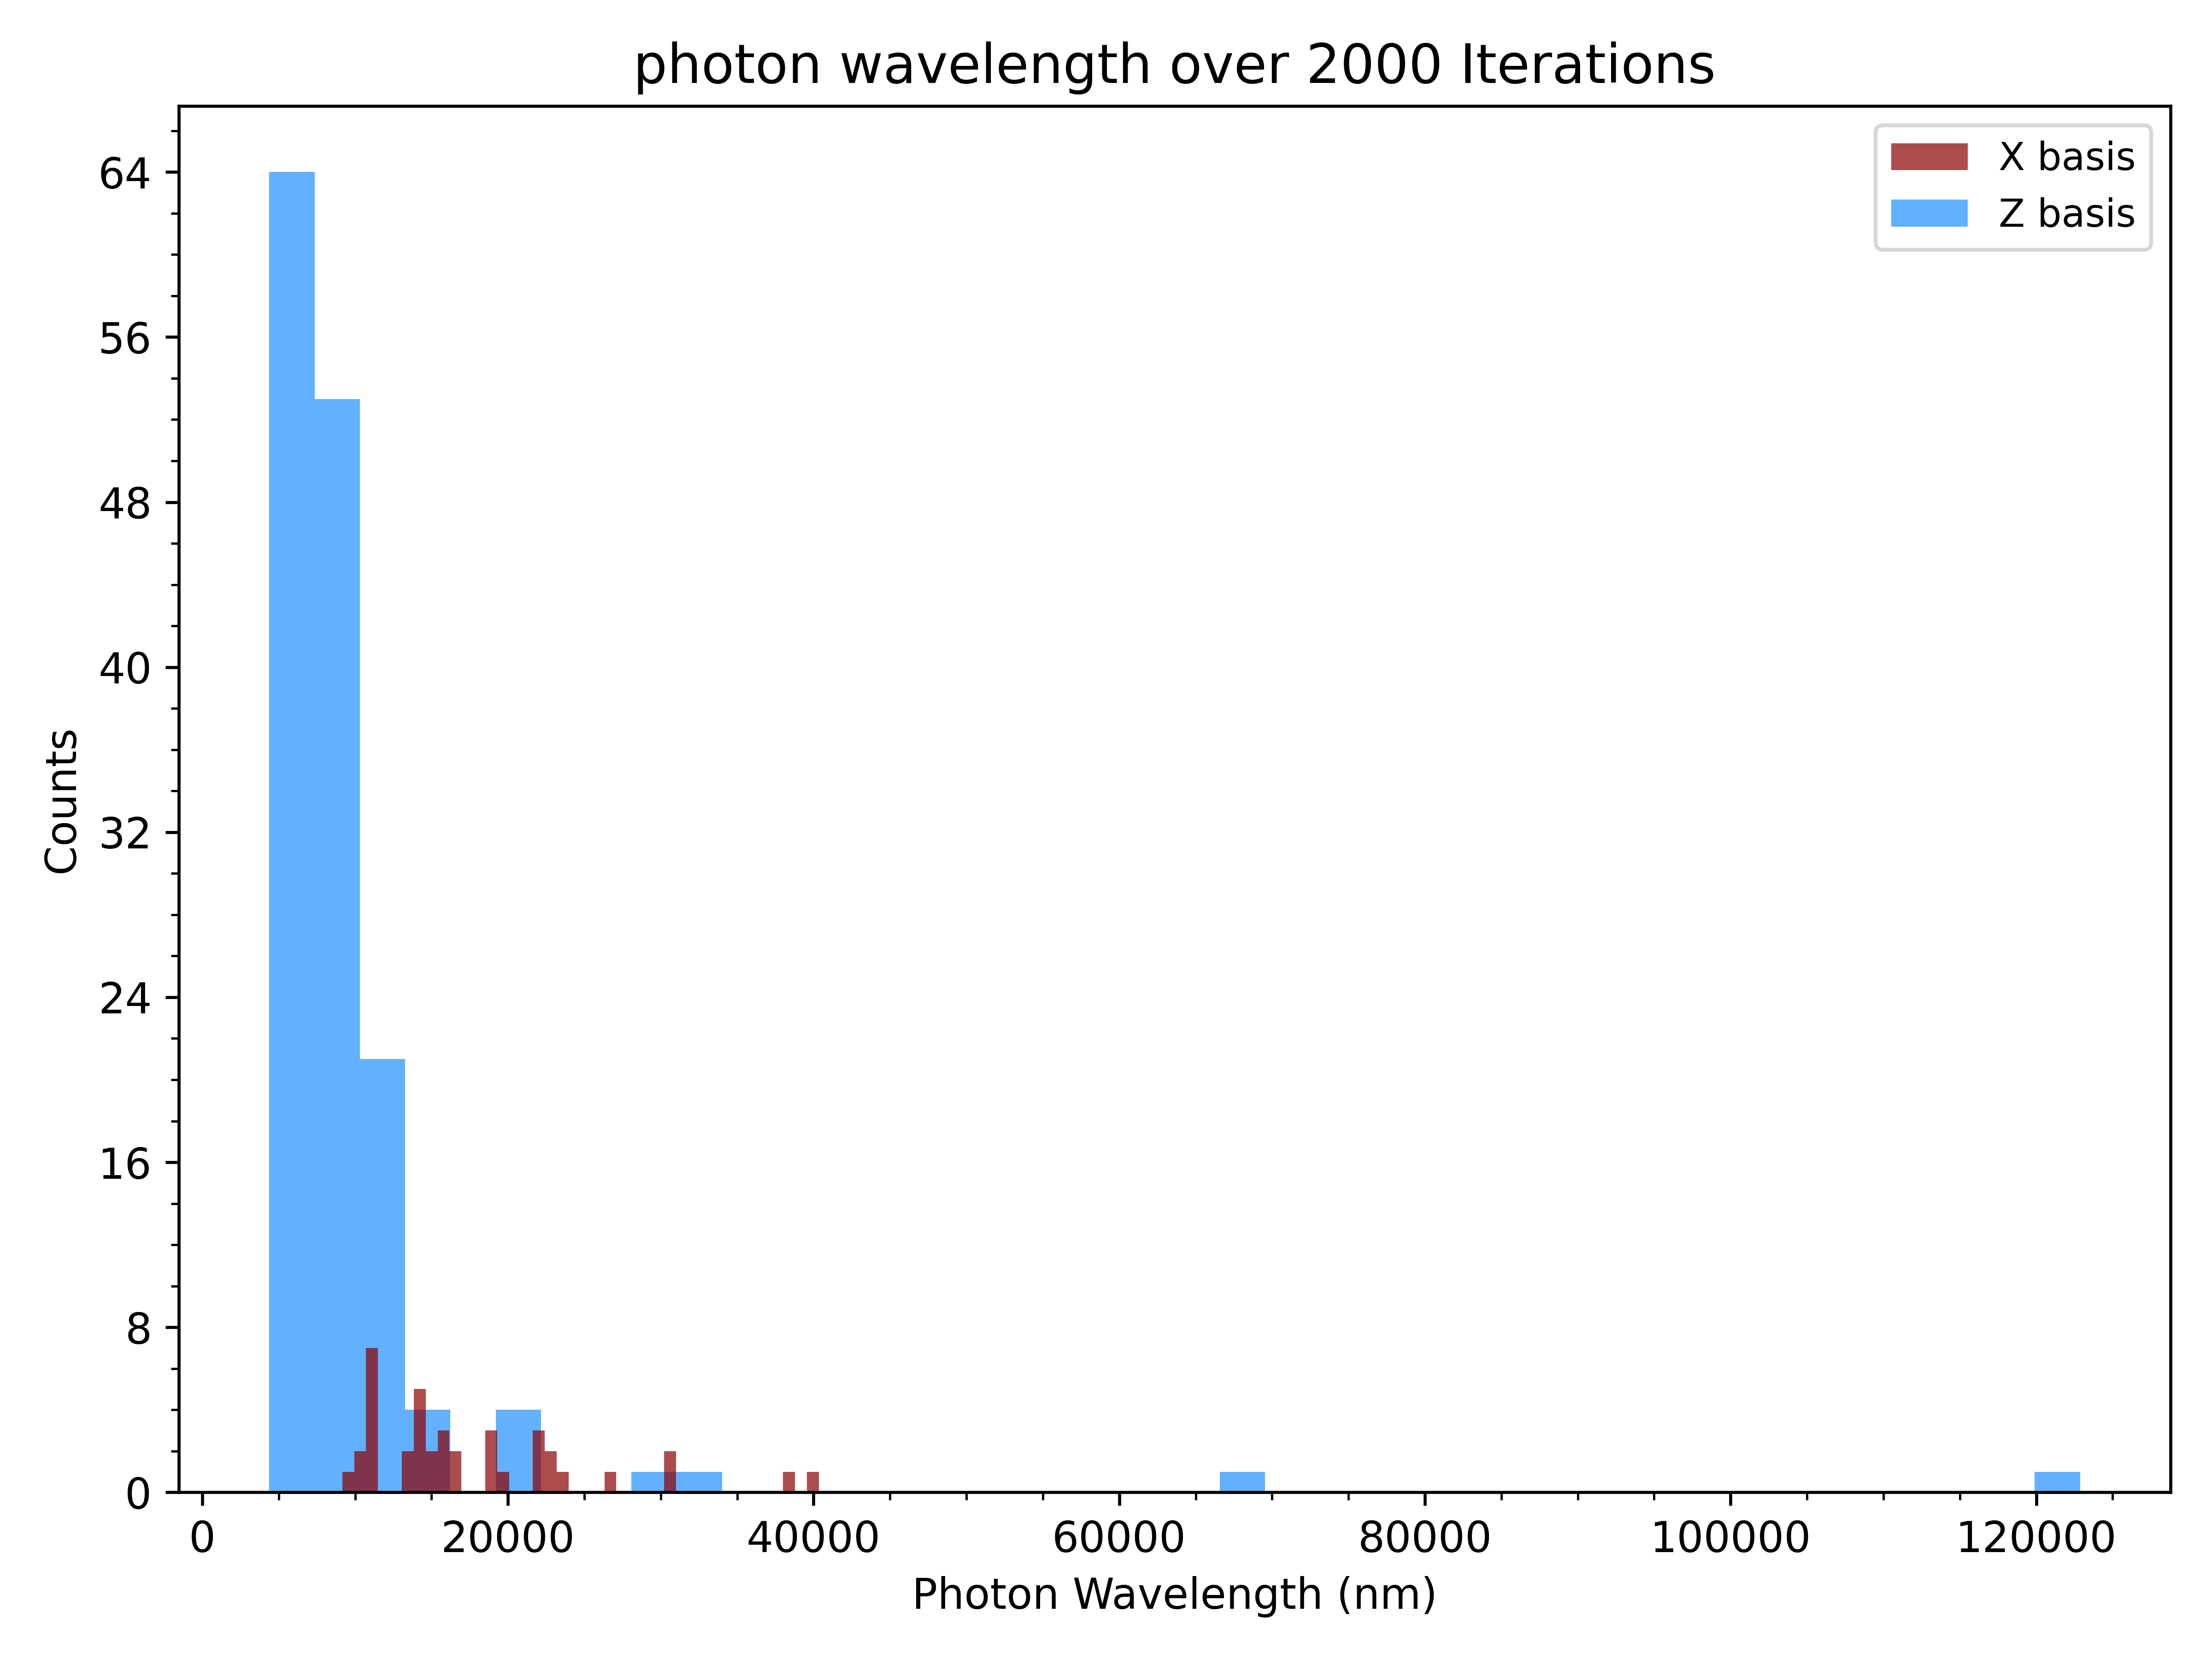 photon wavelength over 2000 Iterations
X basis
Z basis
64
56
48
40
32
24
16
8
0
Counts
0 20000 40000 60000 80000 100000 120000
Photon Wavelength (nm)